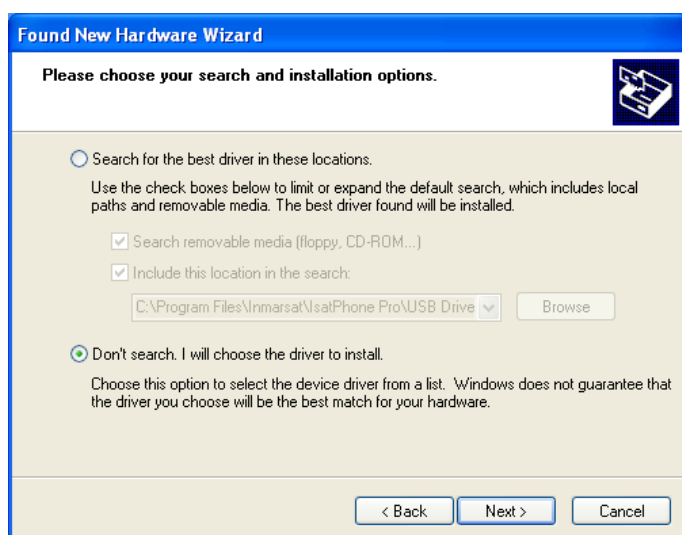 Found New Hardware Wizard
Please choose your search and installation options.
Search for the best driver in these locations.
Use the check boxes below to limit or expand the default search, which includes local
paths and removable media. The best driver found will be installed.
Search removable media (floppy, CD-ROM...)
Include this location in the search:
C:\Program Files\Inmarsat\IsatPhone Pro\USB Drive
Browse
Don't search. I will choose the driver to install.
Choose this option to select the device driver from a list. Windows does not guarantee that
the driver you choose will be the best match for your hardware.
< Back
Next >
Cancel